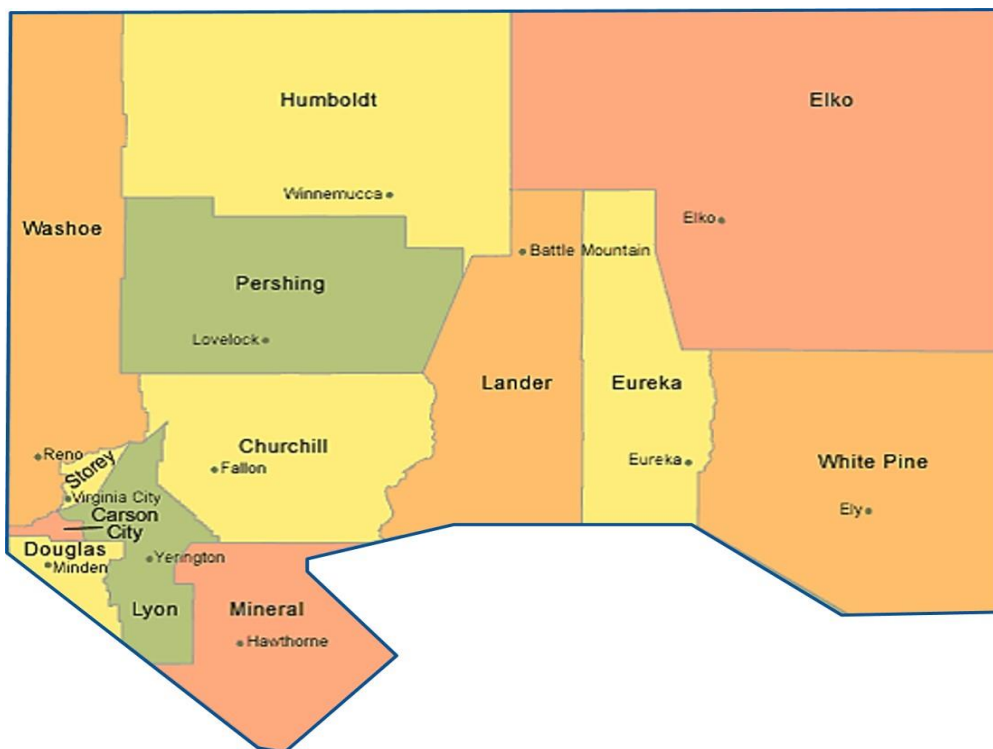 Humboldt
Elko
Winnemucca
Washoe
Elko
Battle Mountain
Pershing
Lovelock
Lander
Eureka
Churchill
Reno
Storey
Fallon
Eureka
White Pine
Virginia City
Carson
City
Ely
Douglas
Minden
Yerington
Lyon
Mineral
Hawthorne